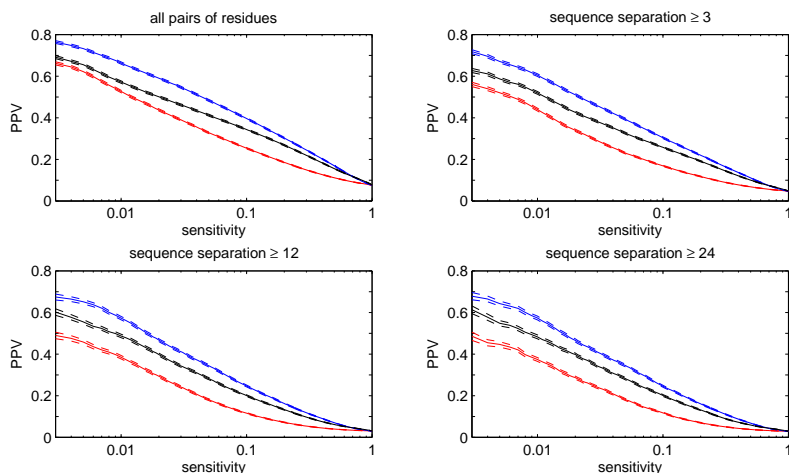 all pairs of residues
sequence separation ≥ 3
0.8
0.6
0.4
0.2
0
PPV
0.01
0.1
1
sensitivity
0.8
0.6
0.4
0.2
0
PPV
0.01
0.1
1
sensitivity
sequence separation ≥ 12
sequence separation ≥ 24
0.8
0.6
0.4
0.2
0
PPV
0.01
0.1
1
sensitivity
0.8
0.6
0.4
0.2
0
PPV
0.01
0.1
1
sensitivity